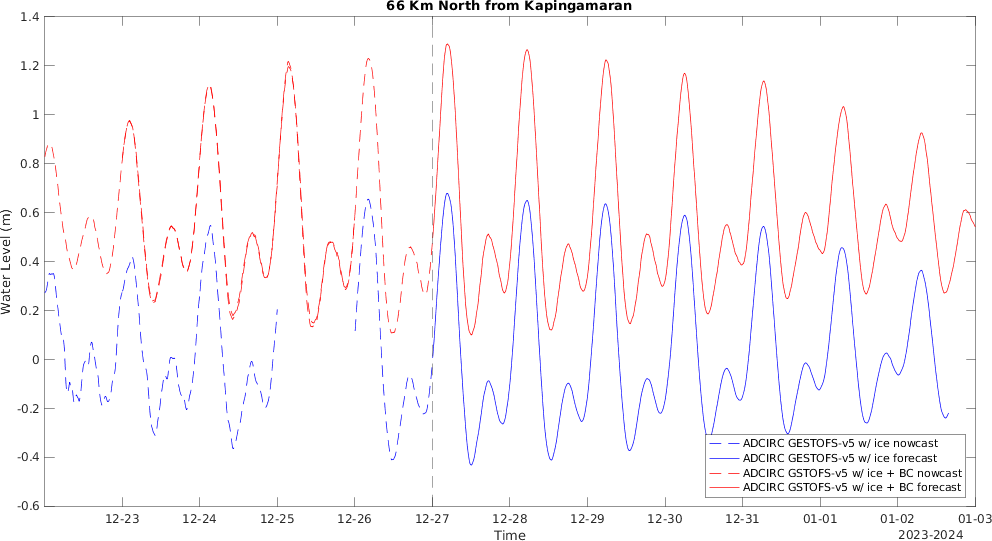 66 Km North from Kapingamaran
Water Level (m)
1.4
1.2
1
0.8
0.6
0.4
0.2
0
-0.2
-0.4
-0.6
ADCIRC GESTOFS-v5 w/ ice nowcast
ADCIRC GESTOFS-v5 w/ ice forecast
ADCIRC GSTOFS-v5 w/ ice + BC nowcast
ADCIRC GSTOFS-v5 w/ ice + BC forecast
12-23 12-24 12-25 12-26 12-27 12-28 12-29 12-30 12-31 01-01 01-02 01-03
Time
2023-2024